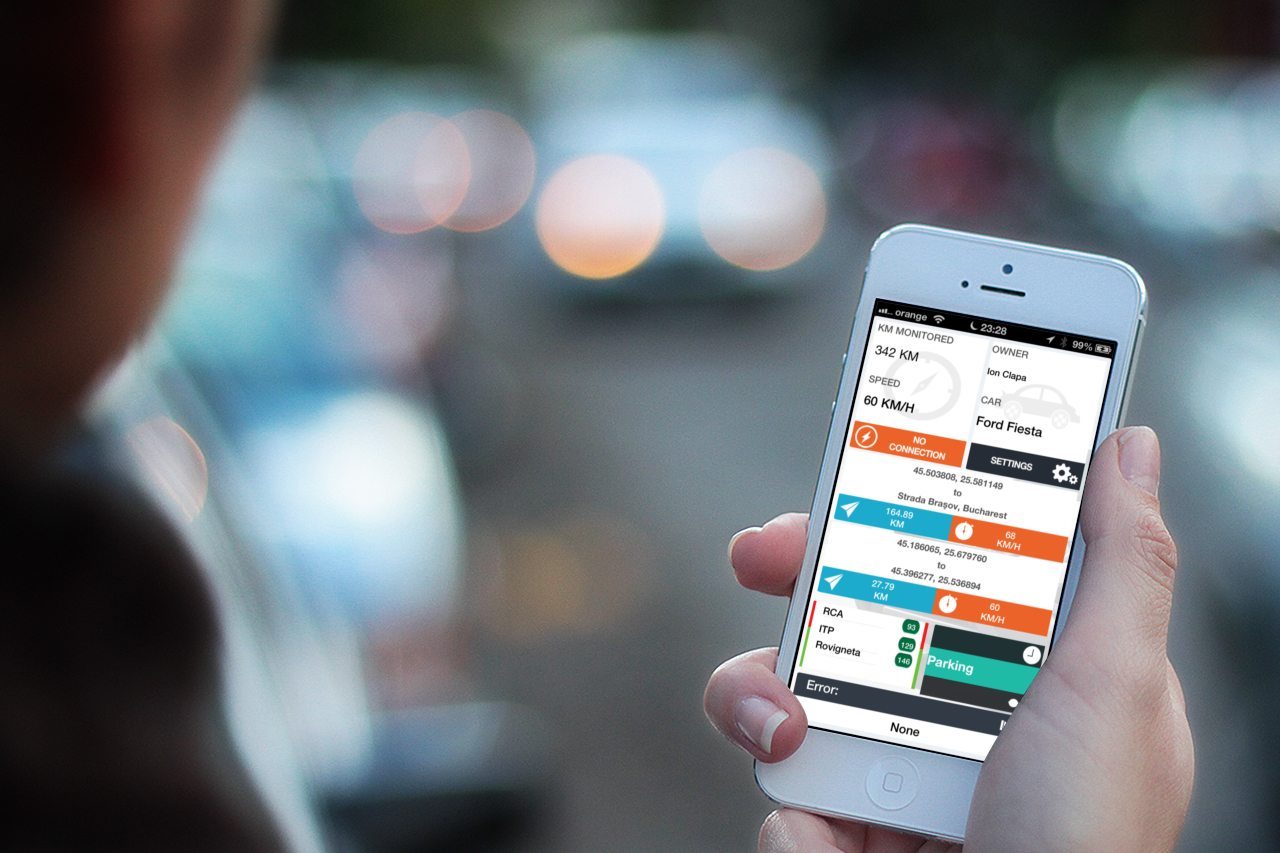 orange 23:28 99%
KM MONITORED
342 KM
SPEED
60 KM/H
OWNER
Ion Clapa
CAR
Ford Fiesta
NO
CONNECTION
SETTINGS
45.503808, 25.581149
to
Strada Brașov, Bucharest
164.89
KM
68
KM/H
45.186065, 25.679760
to
45.396277, 25.536894
27.79
KM
60
KM/H
RCA 93
ITP 129
Rovigneta 146
Parking
Error:
None